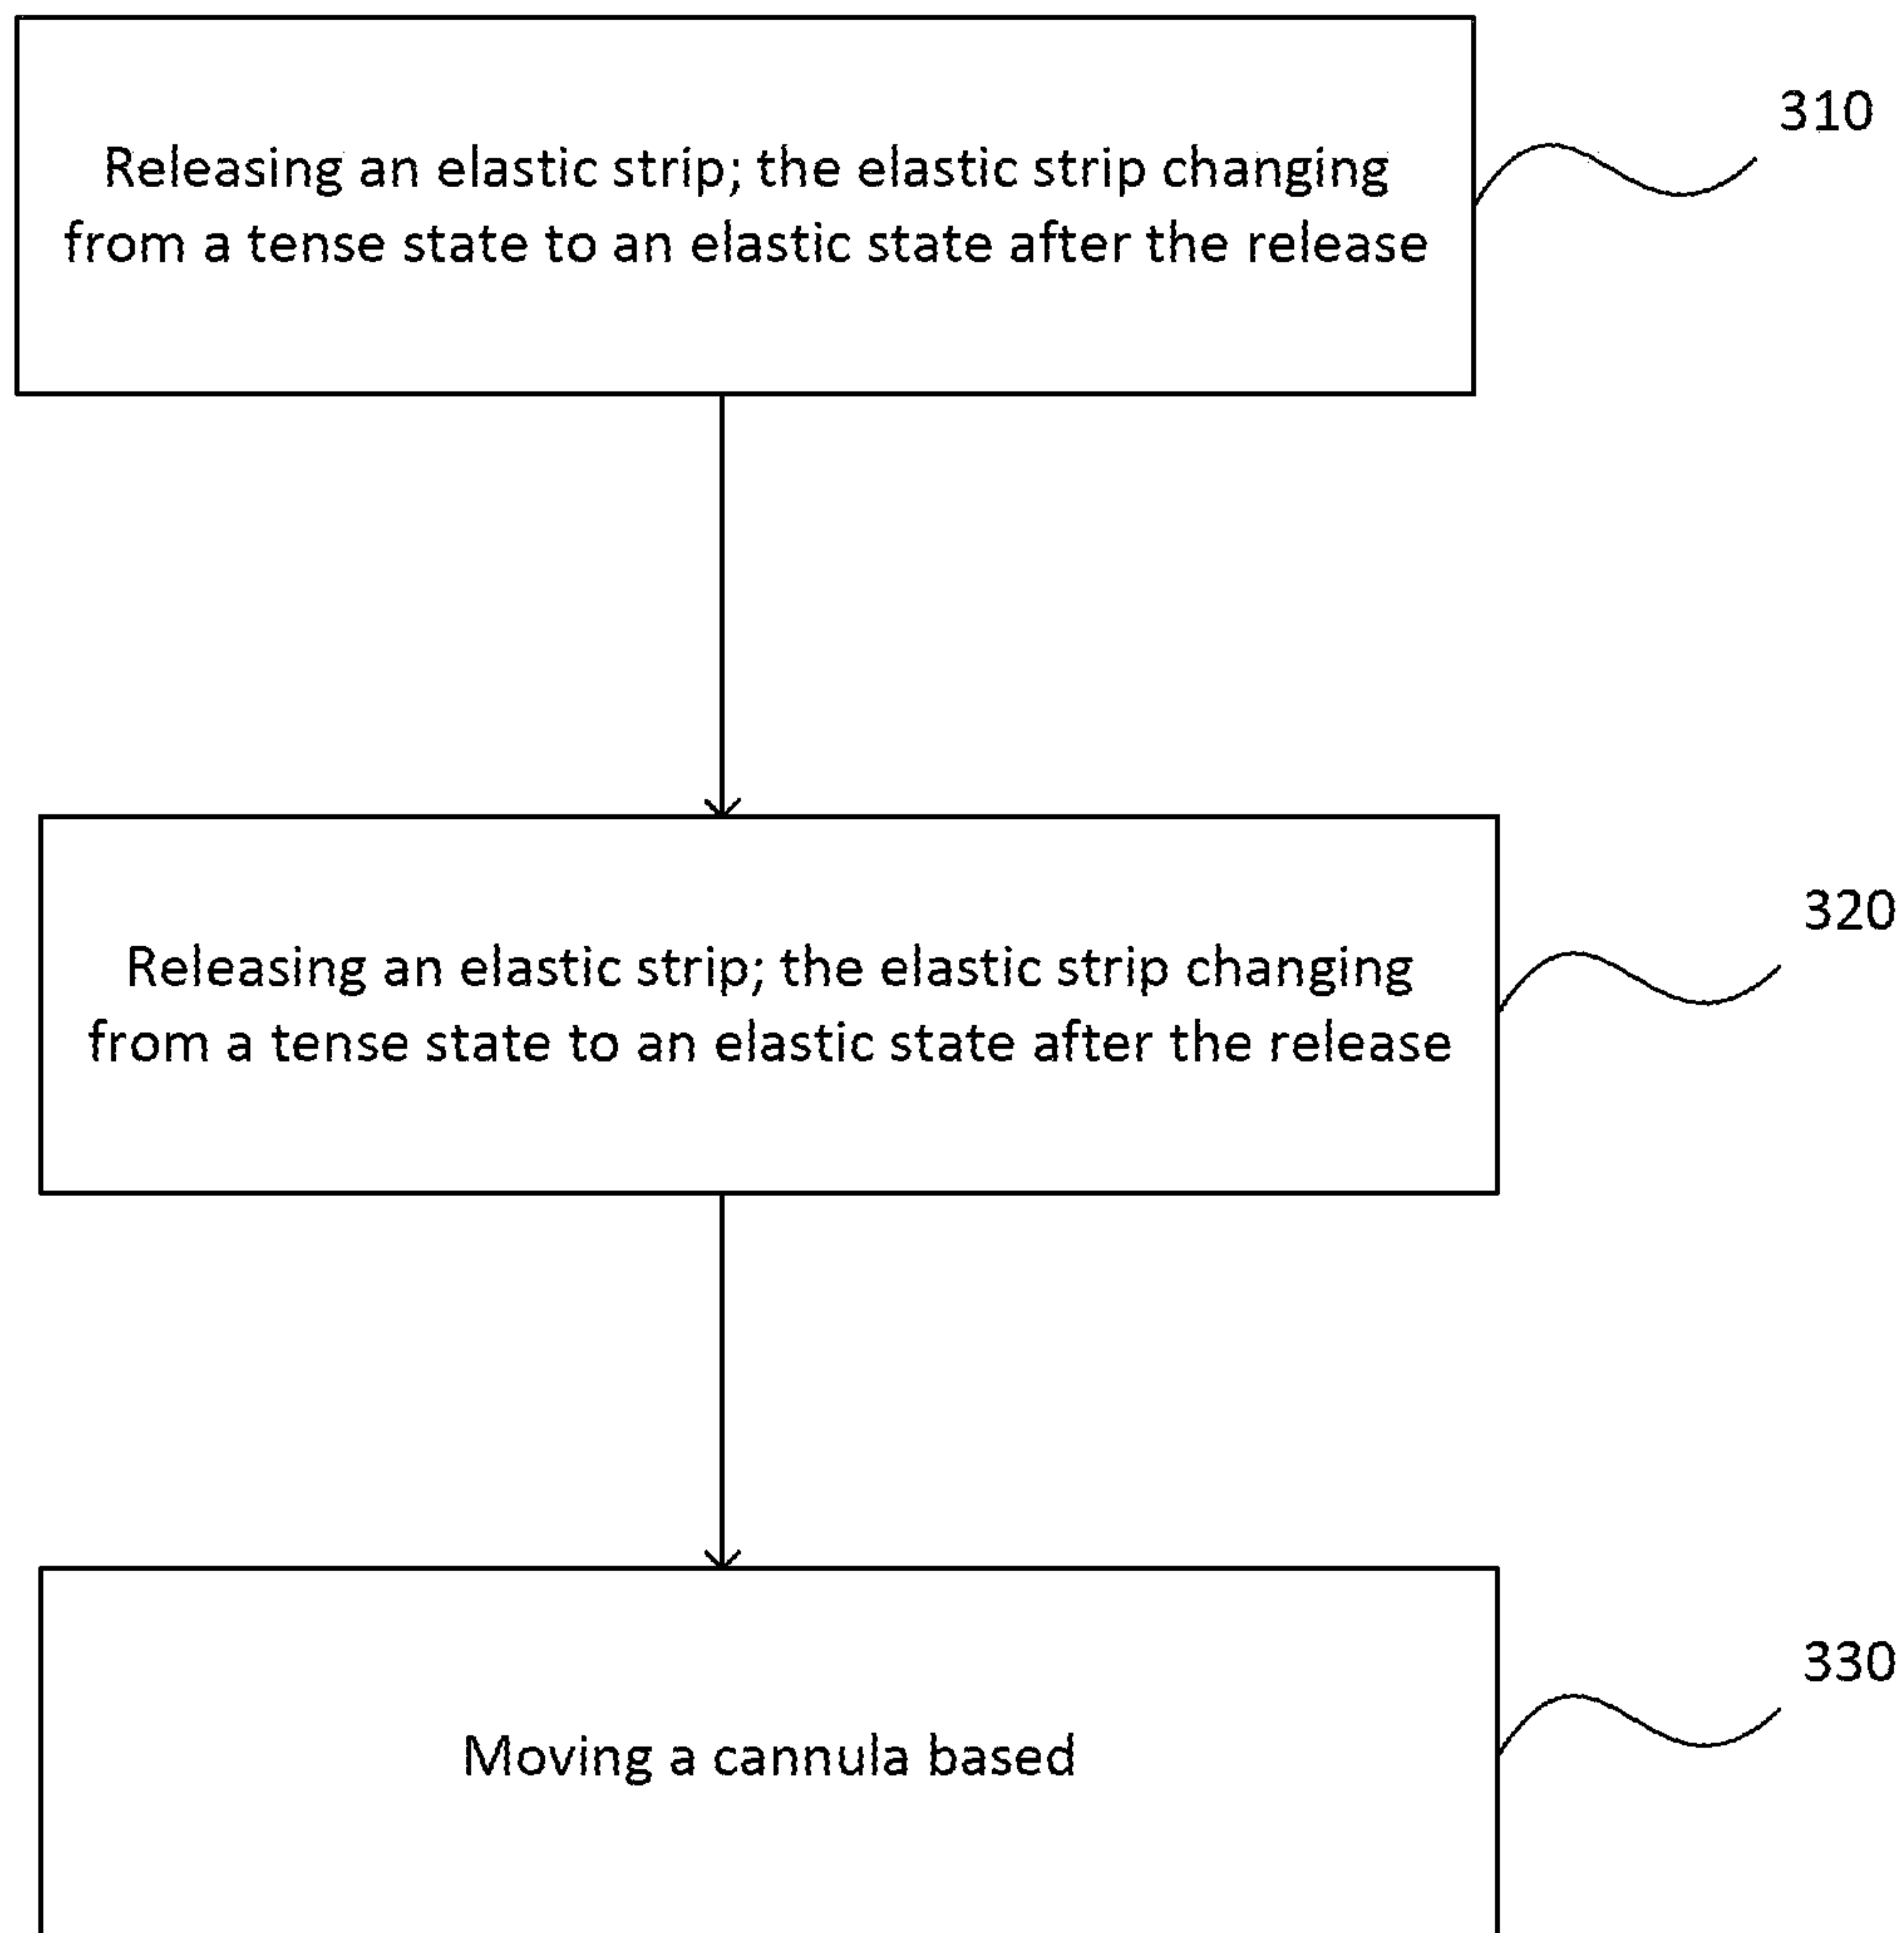 310
Releasing an elastic strip; the elastic strip changing
from a tense state to an elastic state after the release
320
Releasing an elastic strip; the elastic strip changing
from a tense state to an elastic state after the release
330
Moving a cannula based